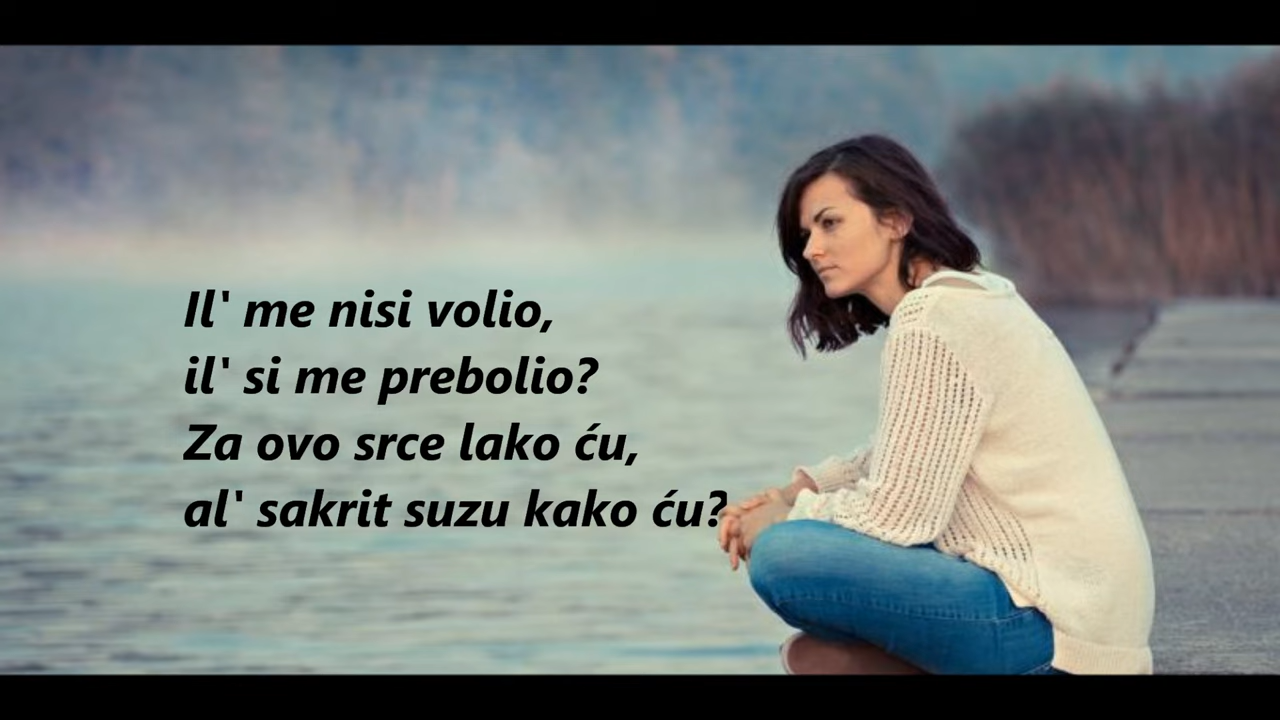 Il' me nisi volio,
il' si me prebolio?
Za ovo srce lako ću,
al' sakrit suzu kako ću?